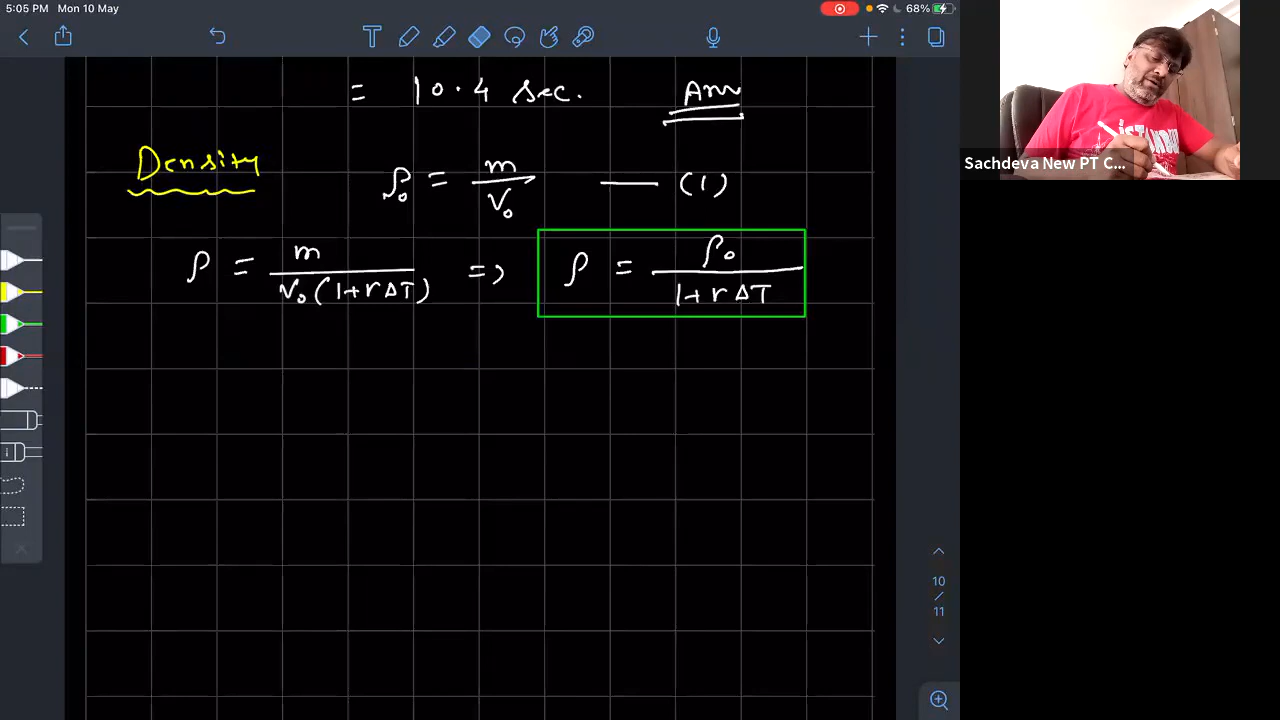 5:05 PM Mon 10 May
68%
= 10.4 sec. Ans
Density
ρ₀ = m / V₀ —— (1)
ρ = m / V₀(1+rΔT) => ρ = ρ₀ / 1+rΔT
Sachdeva New PT C...
10
/
11